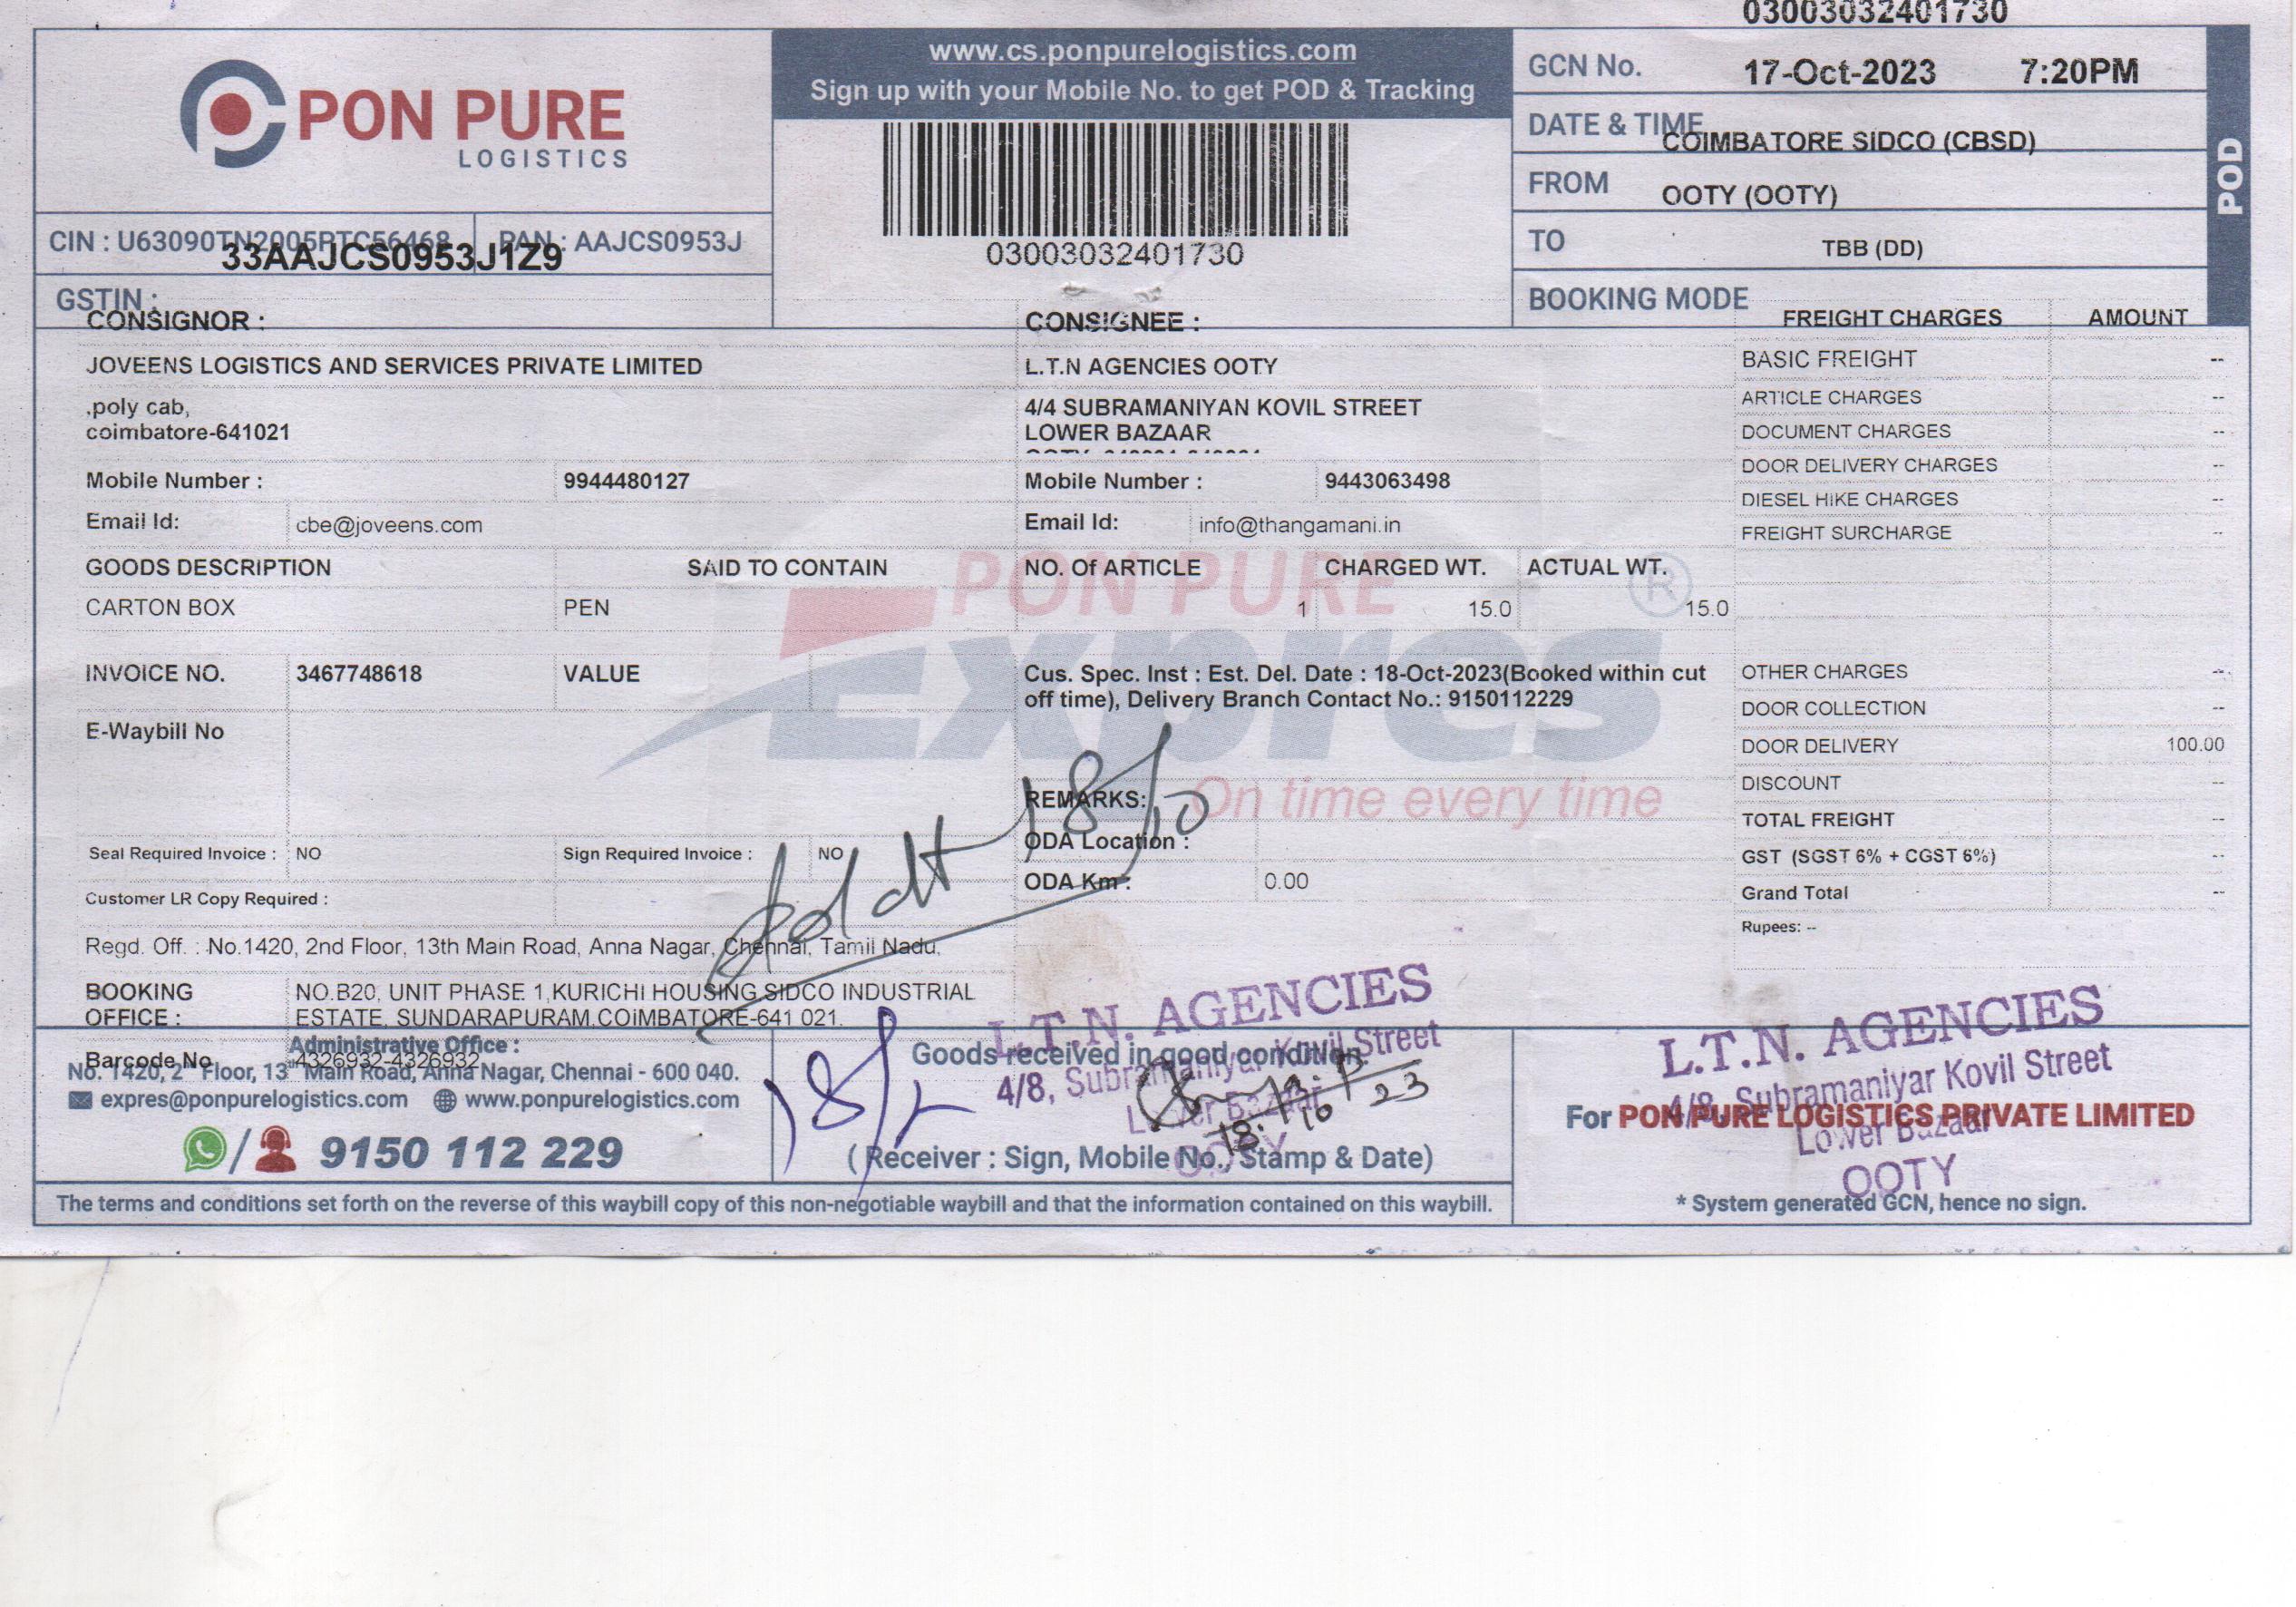 03003032401730
PON PURE
LOGISTICS
www.cs.ponpurelogistics.com
Sign up with your Mobile No. to get POD & Tracking
03003032401730
GCN No. 17-Oct-2023 7:20PM
DATE & TIME COIMBATORE SIDCO (CBSD)
FROM OOTY (OOTY)
TO TBB (DD)
BOOKING MODE
POD
CIN : U63090TN2005PTC56468 PAN : AAJCS0953J
33AAJCS0953J1Z9
GSTIN :
CONSIGNOR : CONSIGNEE : FREIGHT CHARGES AMOUNT
JOVEENS LOGISTICS AND SERVICES PRIVATE LIMITED L.T.N AGENCIES OOTY BASIC FREIGHT --
,poly cab, 4/4 SUBRAMANIYAN KOVIL STREET ARTICLE CHARGES --
coimbatore-641021 LOWER BAZAAR DOCUMENT CHARGES --
DOOR DELIVERY CHARGES --
Mobile Number : 9944480127 Mobile Number : 9443063498
DIESEL HIKE CHARGES --
Email Id: cbe@joveens.com Email Id: info@thangamani.in
FREIGHT SURCHARGE --
GOODS DESCRIPTION SAID TO CONTAIN NO. Of ARTICLE CHARGED WT. ACTUAL WT.
CARTON BOX PEN 1 15.0 15.0
PON PURE
Expres ®
On time every time
INVOICE NO. 3467748618 VALUE Cus. Spec. Inst : Est. Del. Date : 18-Oct-2023(Booked within cut OTHER CHARGES --
off time), Delivery Branch Contact No.: 9150112229 DOOR COLLECTION --
E-Waybill No DOOR DELIVERY 100.00
DISCOUNT --
REMARKS: TOTAL FREIGHT --
ODA Location :
Seal Required Invoice : NO Sign Required Invoice : NO GST (SGST 6% + CGST 6%) --
ODA Km : 0.00 Grand Total --
Customer LR Copy Required :
Rupees: --
18/10
Regd. Off. : No.1420, 2nd Floor, 13th Main Road, Anna Nagar, Chennai, Tamil Nadu,
BOOKING NO.B20, UNIT PHASE 1,KURICHI HOUSING,SIDCO INDUSTRIAL
OFFICE : ESTATE, SUNDARAPURAM,COIMBATORE-641 021.
Administrative Office :
Barcode No 4326932-4326932
No. 1420, 2nd Floor, 13th Main Road, Anna Nagar, Chennai - 600 040.
expres@ponpurelogistics.com www.ponpurelogistics.com
/ 9150 112 229
Goods received in good condition
L.T.N. AGENCIES
4/8, Subramaniyar Kovil Street
Lower Bazaar
OOTY
18/10 23
(Receiver : Sign, Mobile No., Stamp & Date)
L.T.N. AGENCIES
4/8, Subramaniyar Kovil Street
For PON PURE LOGISTICS PRIVATE LIMITED
Lower Bazaar
OOTY
* System generated GCN, hence no sign.
The terms and conditions set forth on the reverse of this waybill copy of this non-negotiable waybill and that the information contained on this waybill.